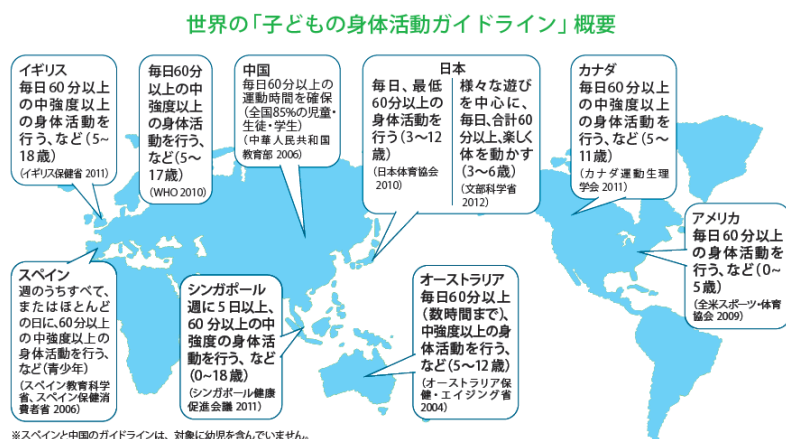 世界の「子どもの身体活動ガイドライン」概要
イギリス
毎日60分以上
の中強度以上
の身体活動を
行う、など(5~
18歳)
(イギリス保健省 2011)
毎日60分
以上の中
強度以上
の身体活
動を行う、
など(5〜
17歳)
(WHO 2010)
中国
毎日60分以上の
運動時間を確保
(全国85%の児童・
生徒・学生)
(中華人民共和国
教育部 2006)
日本
毎日、最低
60分以上の
身体活動を
行う(3〜12
歳)
(日本体育協会
2010)
様々な遊び
を中心に、
毎日、合計60
分以上、楽しく
体を動かす
(3〜6歳)
(文部科学省
2012)
カナダ
毎日60分以上の
中強度以上の
身体活動を行
う、など(5〜
11歳)
(カナダ運動生理
学会 2011)
アメリカ
毎日60分以上
の身体活動を
行う、など(0〜
5歳)
(全米スポーツ・体育
協会 2009)
スペイン
週のうちすべて、
またはほとんど
の日に、60分以上
の中強度以上の
身体活動を行う、
など(青少年)
(スペイン教育科学
省、スペイン保健消
費者省 2006)
シンガポール
週に5日以上、
60分以上の中
強度の身体活
動を行う、など
(0~18歳)
(シンガポール健康
促進会議 2011)
オーストラリア
毎日60分以上
(数時間まで)、
中強度以上の身
体活動を行う、
など(5〜12歳)
(オーストラリア保
健・エイジング省
2004)
※スペインと中国のガイドラインは、対象に幼児を含んでいません。